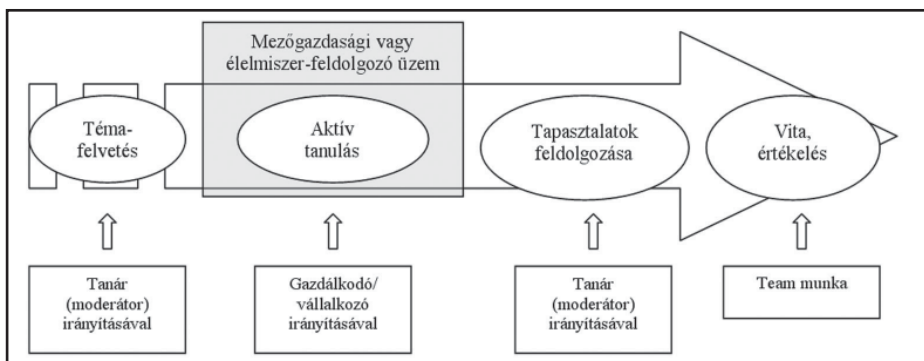 Mezőgazdasági vagy
élelmiszer-feldolgozó üzem
Téma-
felvetés
Aktív
tanulás
Tapasztalatok
feldolgozása
Vita,
értékelés
Tanár
(moderátor)
irányításával
Gazdálkodó/
vállalkozó
irányításával
Tanár
(moderátor)
irányításával
Team munka